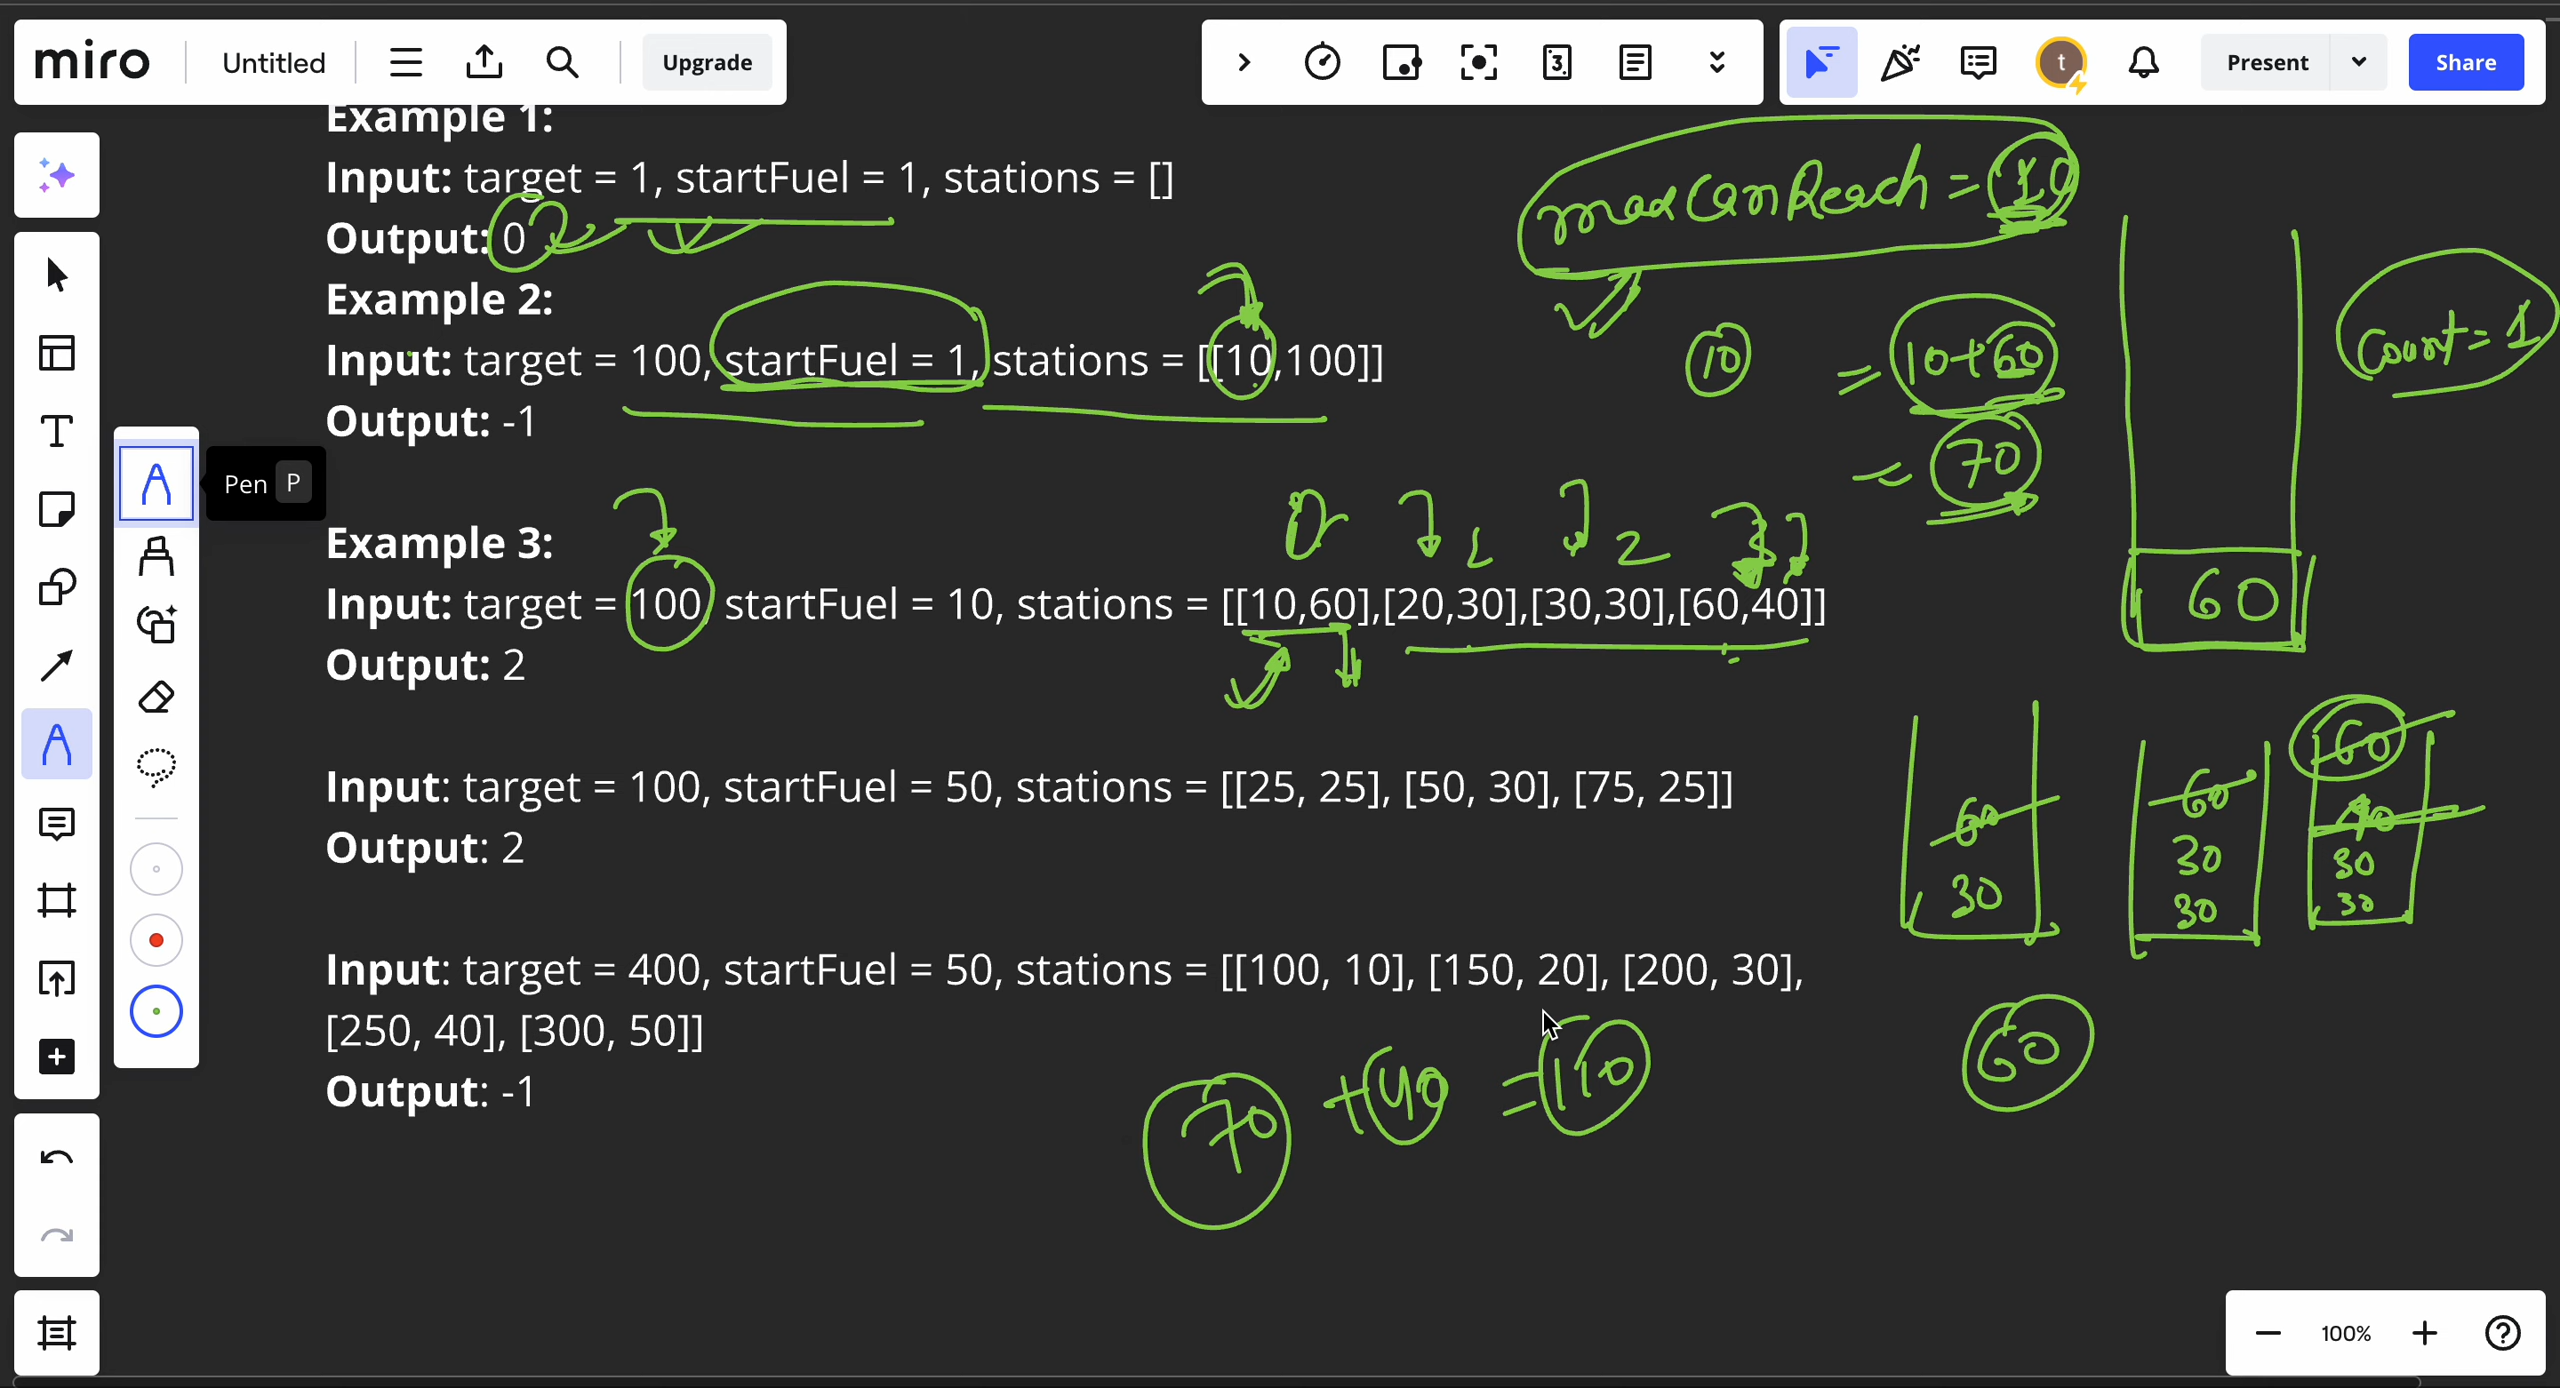 miro
Untitled
Upgrade
3
t
Present
Share
Example 1:
Input: target = 1, startFuel = 1, stations = []
Output: 0
Example 2:
Input: target = 100, startFuel = 1, stations = [[10,100]]
Output: -1
Pen P
Example 3:
Input: target = 100, startFuel = 10, stations = [[10,60],[20,30],[30,30],[60,40]]
Output: 2
Input: target = 100, startFuel = 50, stations = [[25, 25], [50, 30], [75, 25]]
Output: 2
Input: target = 400, startFuel = 50, stations = [[100, 10], [150, 20], [200, 30],
[250, 40], [300, 50]]
Output: -1
maxCanReach =
10
= 10+60
= 70
Count = 1
0 1 2 3
60
60
30
60
30
30
60
40
30
30
60
70 + 40 = 110
100%